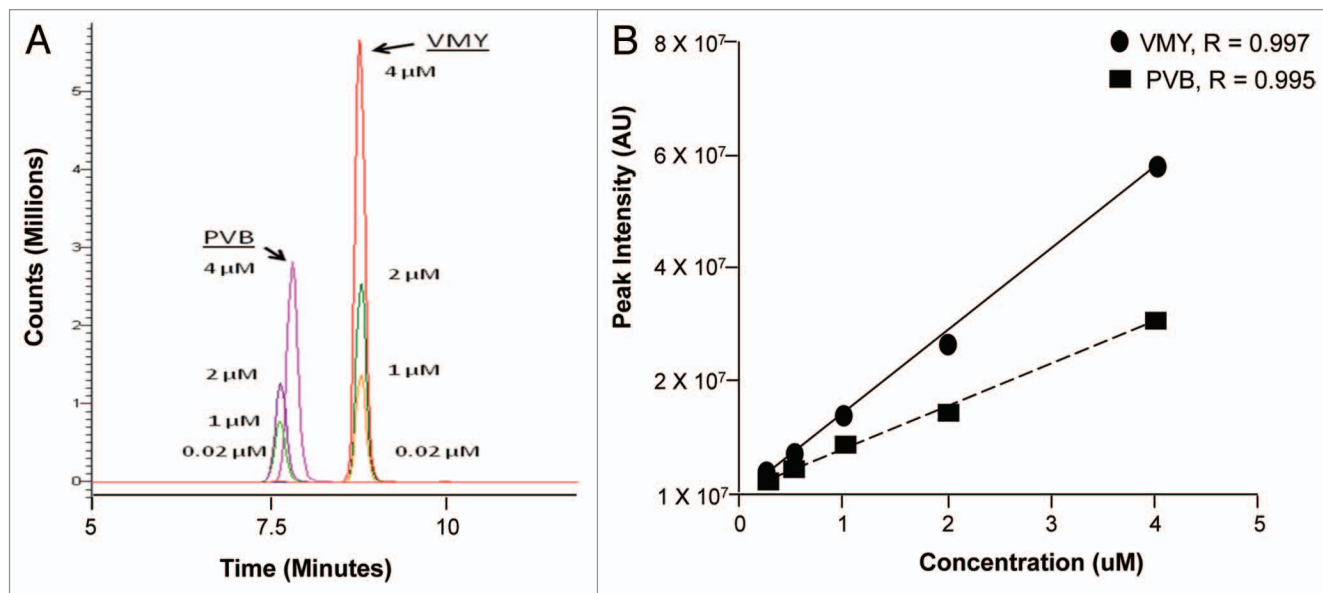 A
VMY
4 µM
PVB
4 µM
2 µM
2 µM
1 µM
1 µM
0.02 µM
0.02 µM
5
4
3
2
1
0
5
7.5
10
Counts (Millions)
Time (Minutes)
B
VMY, R = 0.997
PVB, R = 0.995
8 X 10⁷
6 X 10⁷
4 X 10⁷
2 X 10⁷
1 X 10⁷
0
1
2
3
4
5
Peak Intensity (AU)
Concentration (uM)